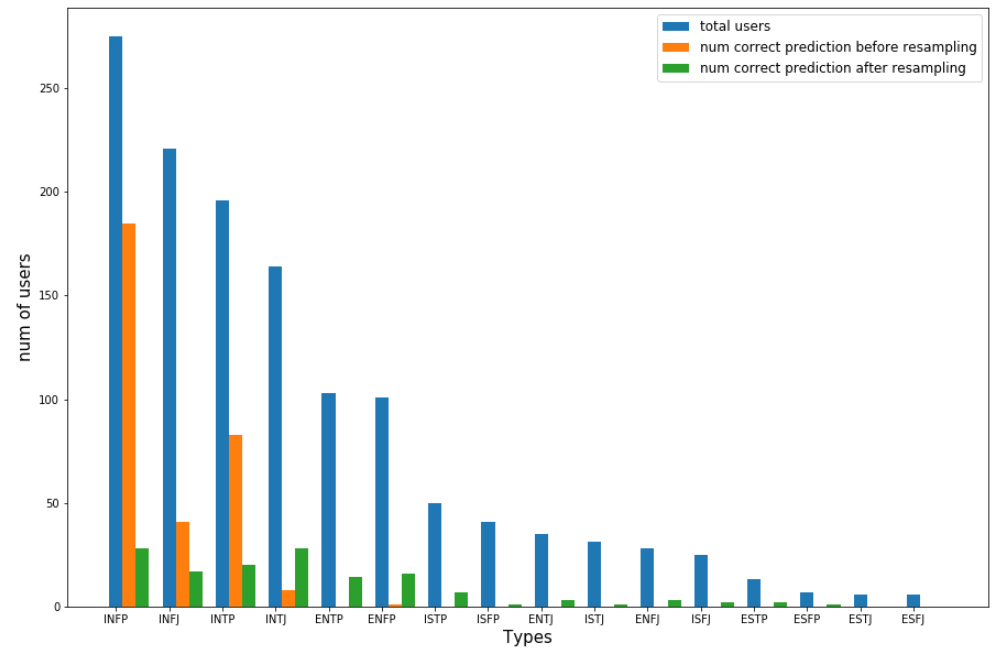 total users
num correct prediction before resampling
num correct prediction after resampling
num of users
250
200
150
100
50
0
INFP INFJ INTP INTJ ENTP ENFP ISTP ISFP ENTJ ISTJ ENFJ ISFJ ESTP ESFP ESTJ ESFJ
Types